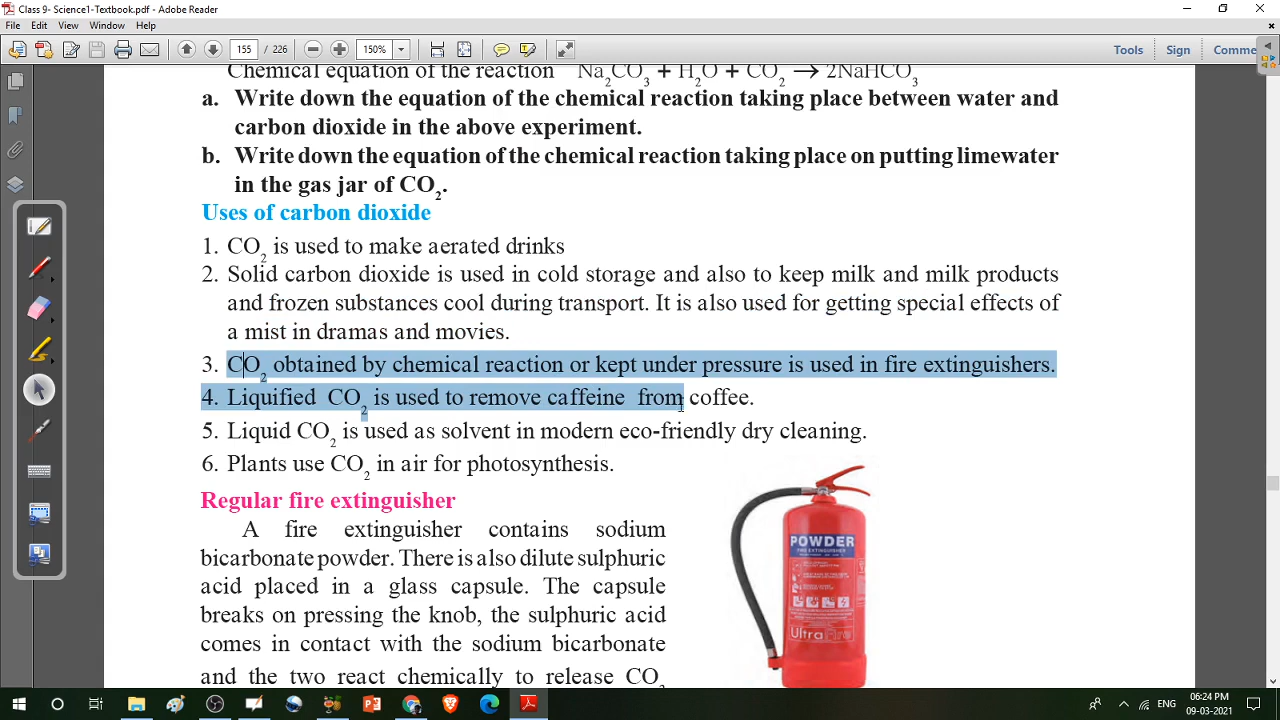 Class 9- Science1-Textbook.pdf - Adobe Reader
File Edit View Window Help
155 / 226 150% Tools Sign Comme
Chemical equation of the reaction Na2CO3 + H2O + CO2 → 2NaHCO3
a. Write down the equation of the chemical reaction taking place between water and
carbon dioxide in the above experiment.
b. Write down the equation of the chemical reaction taking place on putting limewater
in the gas jar of CO2.
Uses of carbon dioxide
1. CO2 is used to make aerated drinks
2. Solid carbon dioxide is used in cold storage and also to keep milk and milk products
and frozen substances cool during transport. It is also used for getting special effects of
a mist in dramas and movies.
3. CO2 obtained by chemical reaction or kept under pressure is used in fire extinguishers.
4. Liquified CO2 is used to remove caffeine from coffee.
5. Liquid CO2 is used as solvent in modern eco-friendly dry cleaning.
6. Plants use CO2 in air for photosynthesis.
Regular fire extinguisher
A fire extinguisher contains sodium
bicarbonate powder. There is also dilute sulphuric
acid placed in a glass capsule. The capsule
breaks on pressing the knob, the sulphuric acid
comes in contact with the sodium bicarbonate
and the two react chemically to release CO2
POWDER
FIRE EXTINGUISHER
UltraFire
ENG
06:24 PM
09-03-2021